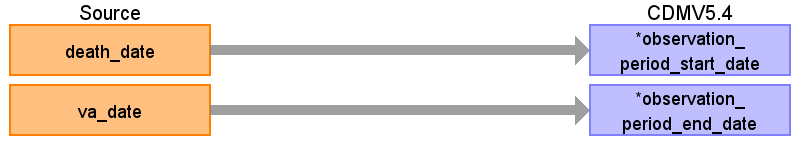 Source
CDMV5.4
death_date
*observation_
period_start_date
va_date
*observation_
period_end_date